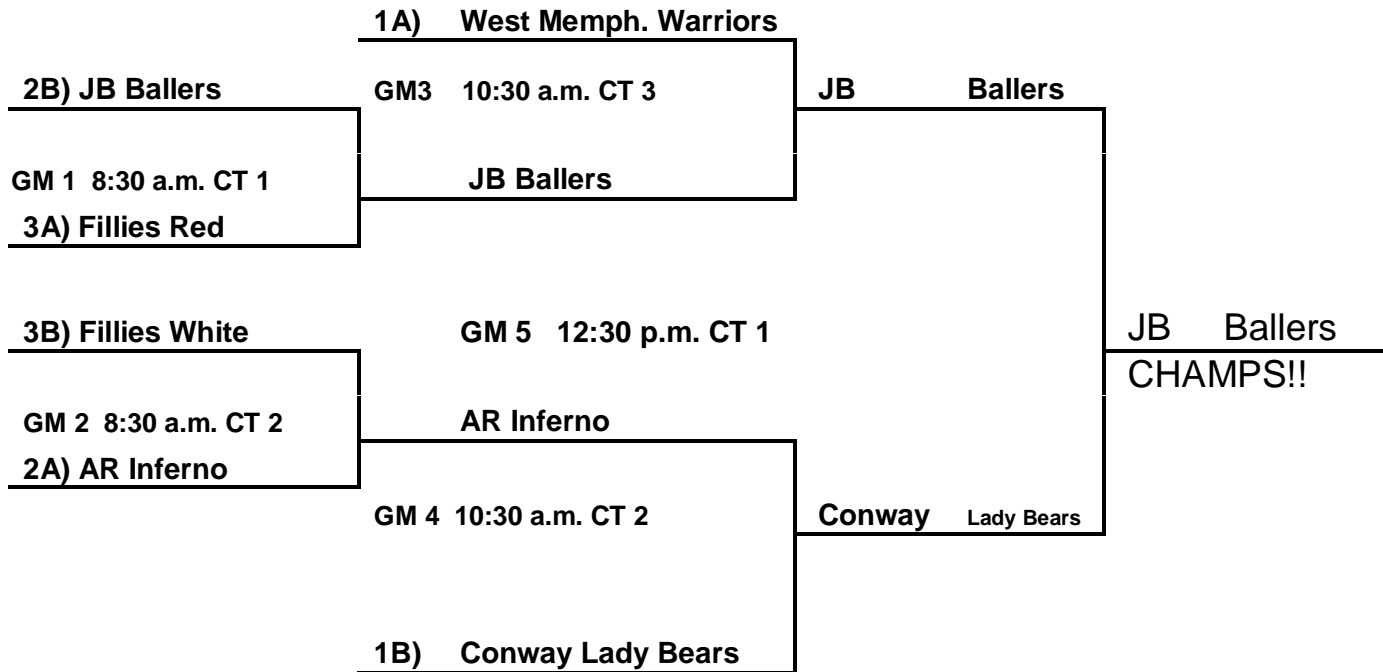 1A) West Memph. Warriors
2B) JB Ballers
GM3 10:30 a.m. CT 3
JB Ballers
GM 1 8:30 a.m. CT 1
JB Ballers
3A) Fillies Red
3B) Fillies White
GM 5 12:30 p.m. CT 1
JB Ballers
CHAMPS!!
GM 2 8:30 a.m. CT 2
AR Inferno
2A) AR Inferno
GM 4 10:30 a.m. CT 2
Conway Lady Bears
1B) Conway Lady Bears